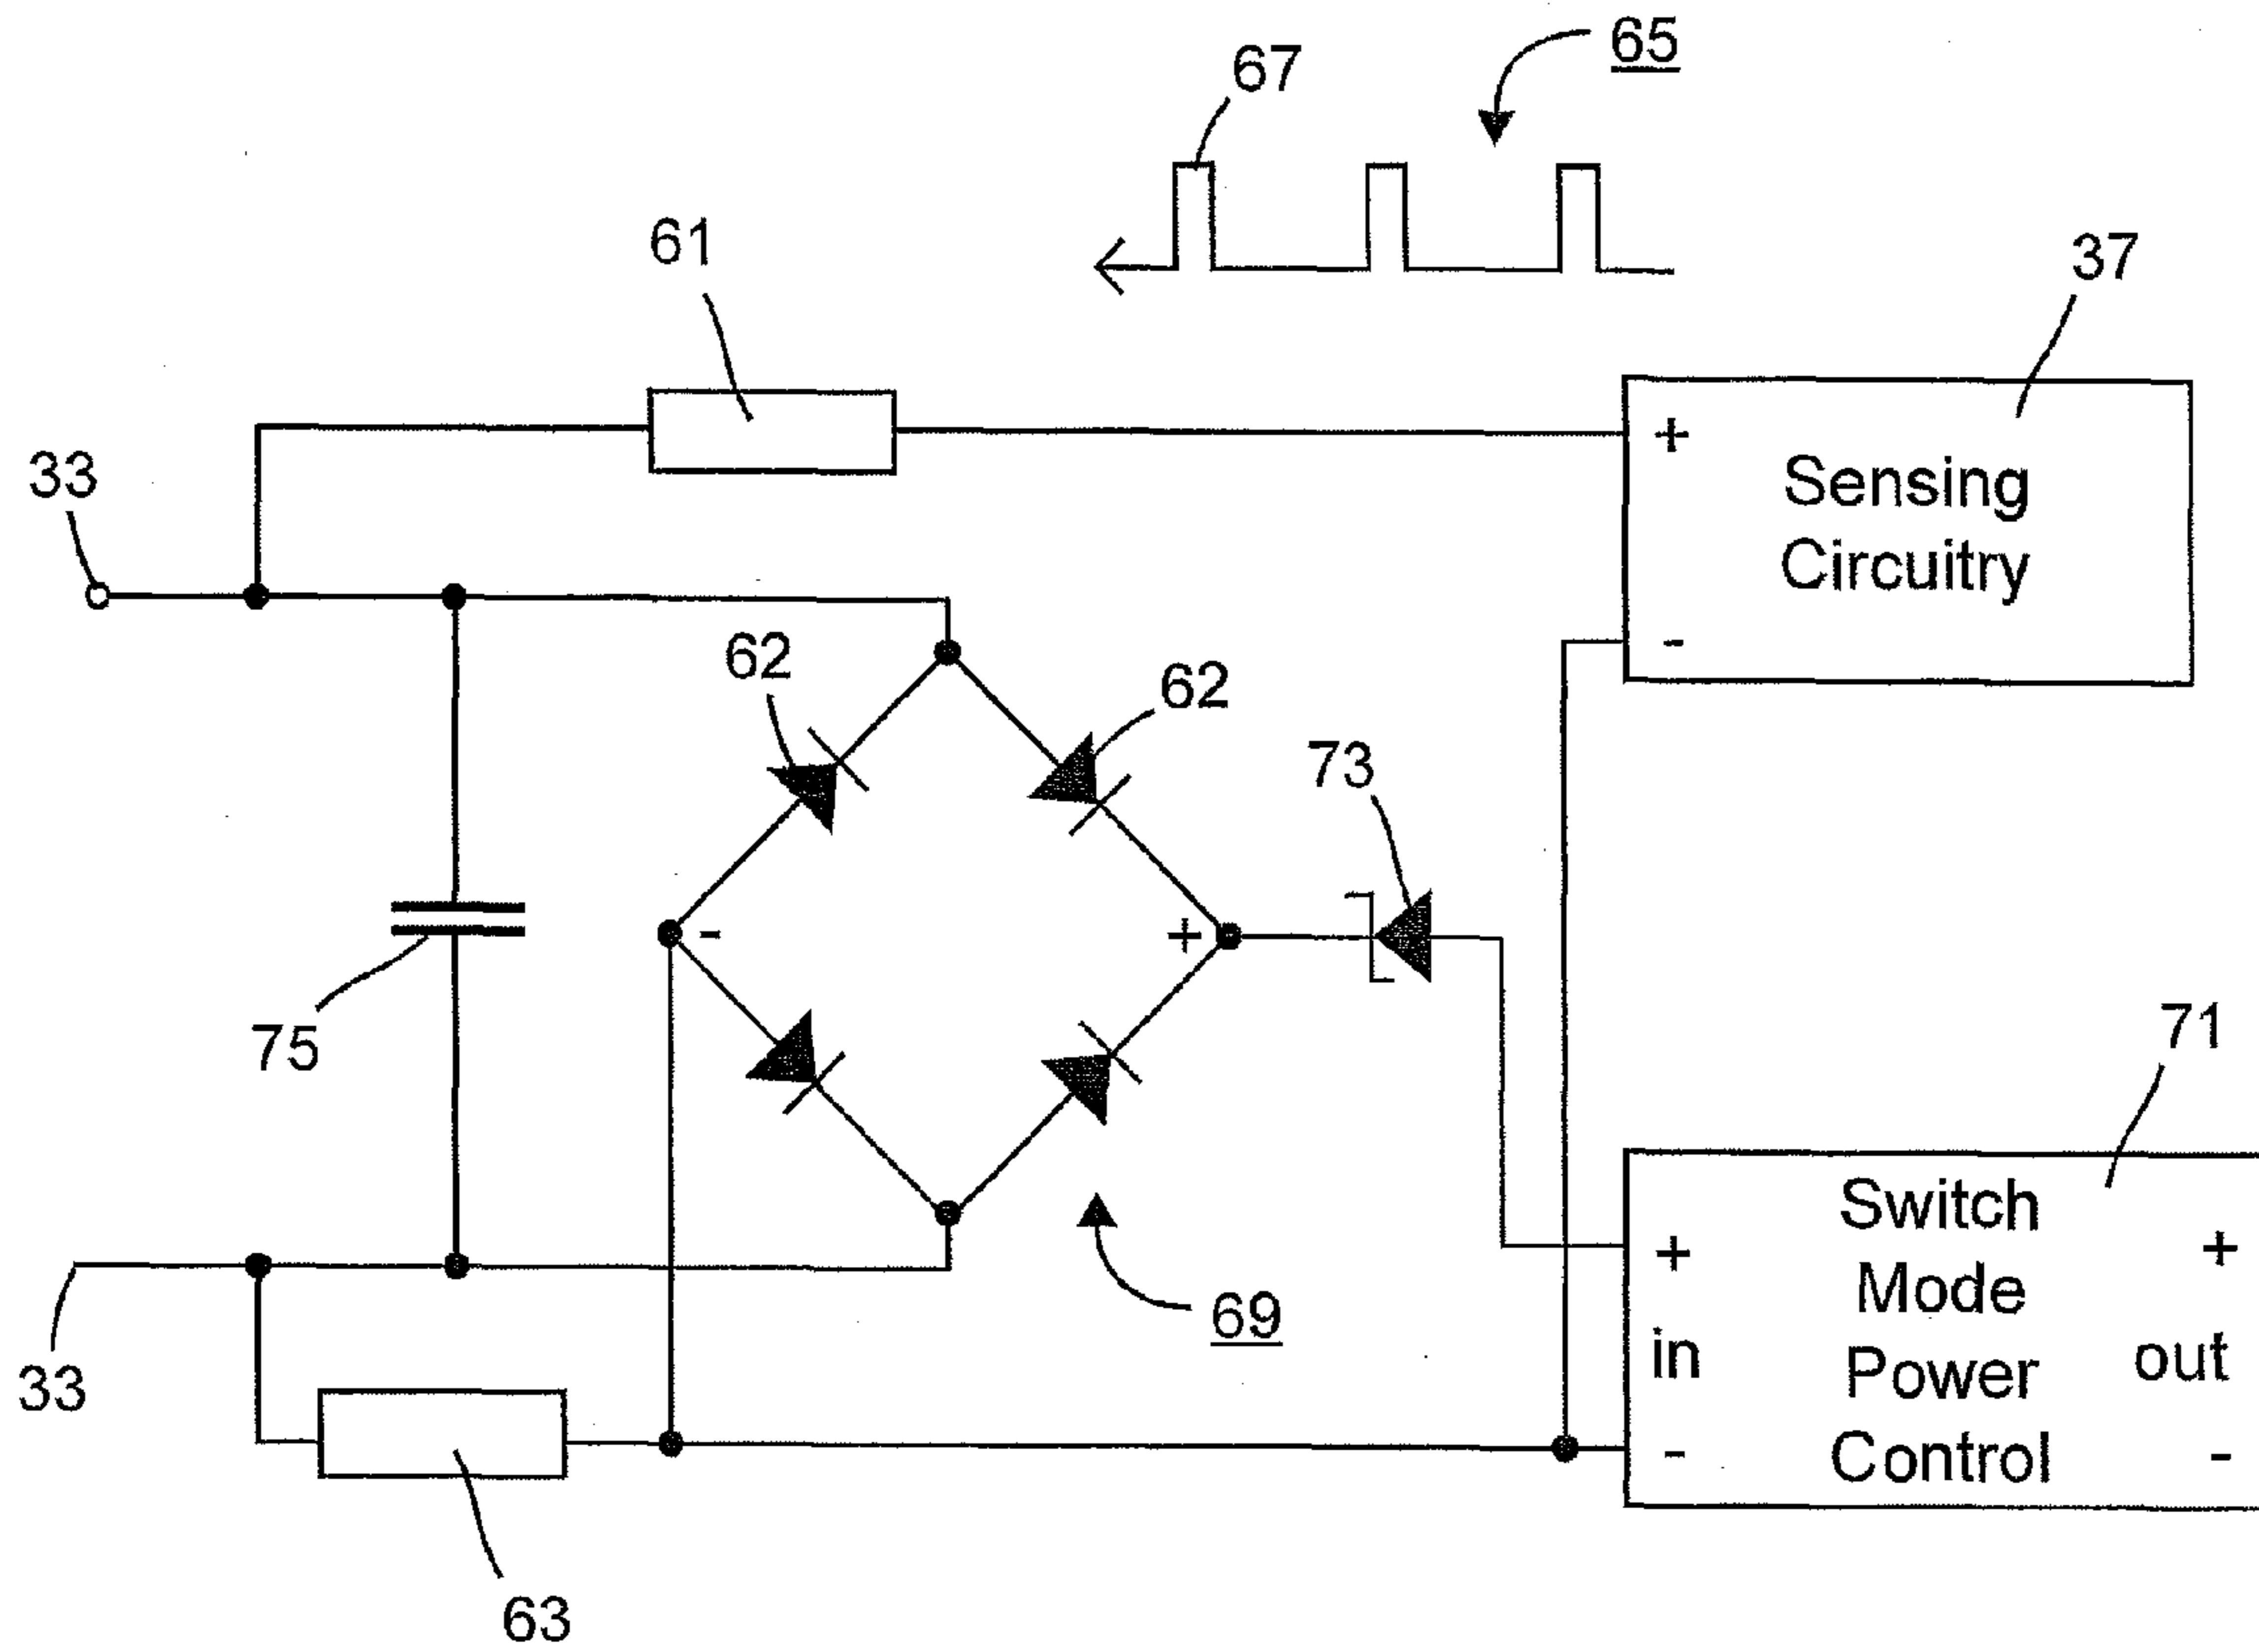 65
67
61
37
33
+
Sensing
Circuitry
-
62
62
73
75
-
+
71
Switch
Mode
Power
Control
+
in
-
+
out
-
69
33
63